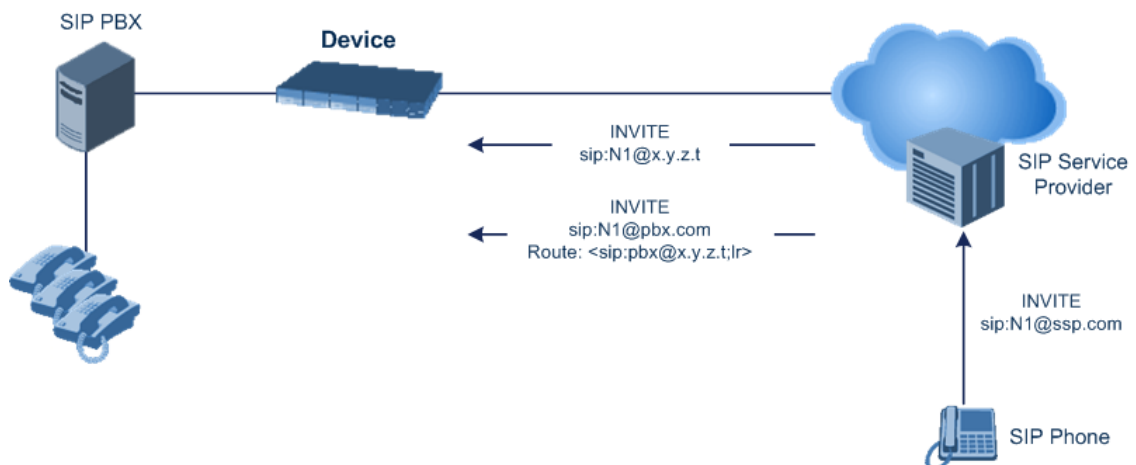 SIP PBX
Device
INVITE
sip:N1@x.y.z.t
SIP Service
Provider
INVITE
sip:N1@pbx.com
Route: <sip:pbx@x.y.z.t;lr>
INVITE
sip:N1@ssp.com
SIP Phone